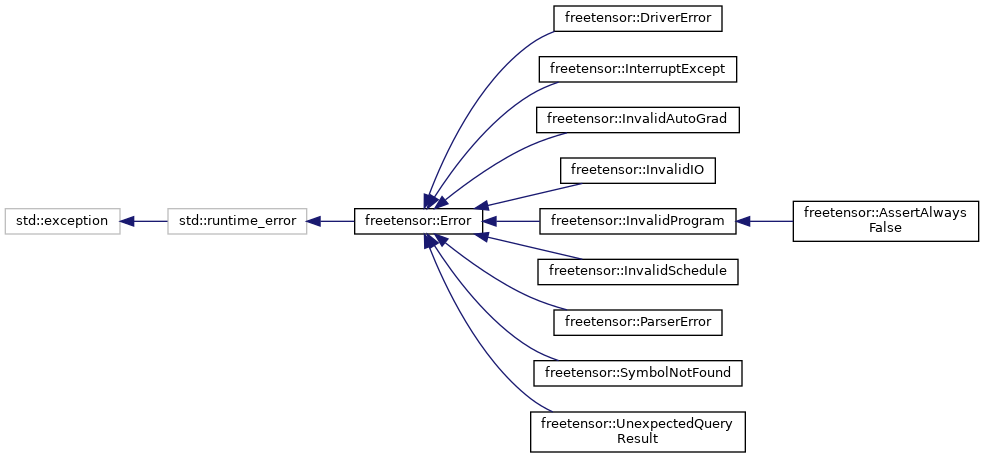 freetensor::DriverError
freetensor::InterruptExcept
freetensor::InvalidAutoGrad
freetensor::InvalidIO
std::exception
std::runtime_error
freetensor::Error
freetensor::InvalidProgram
freetensor::AssertAlways
False
freetensor::InvalidSchedule
freetensor::ParserError
freetensor::SymbolNotFound
freetensor::UnexpectedQuery
Result